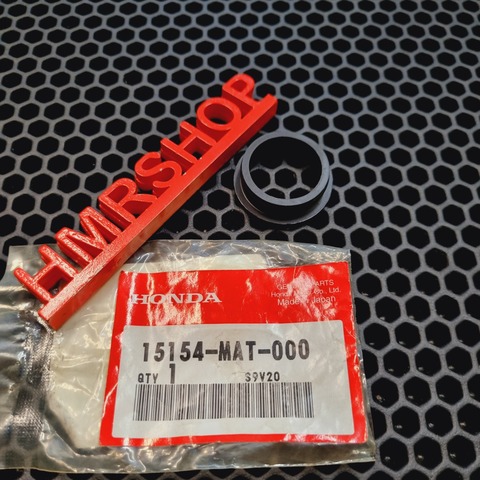 HMRSHOP
HONDA
GENUINE PARTS
Honda Motor Co., Ltd.
Made in Japan
15154-MAT-000
QTY 1 S9V20